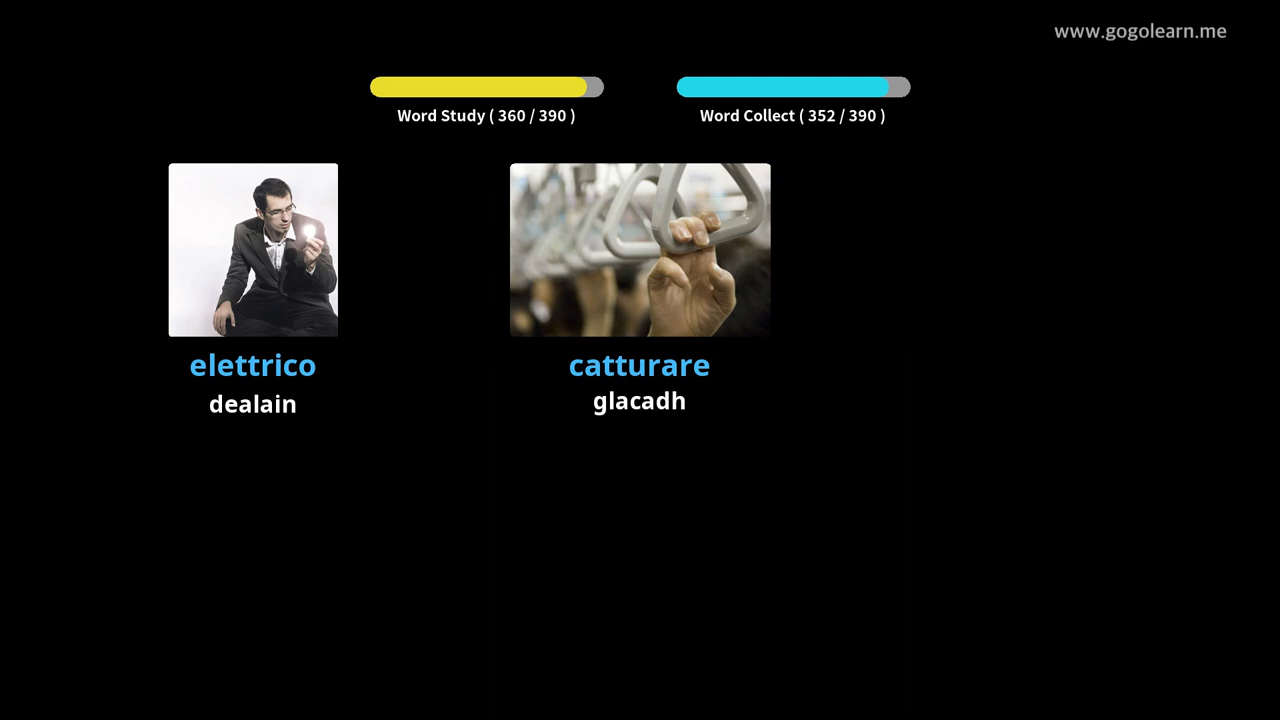 www.gogolearn.me
Word Study ( 360 / 390 )
Word Collect ( 352 / 390 )
elettrico
dealain
catturare
glacadh